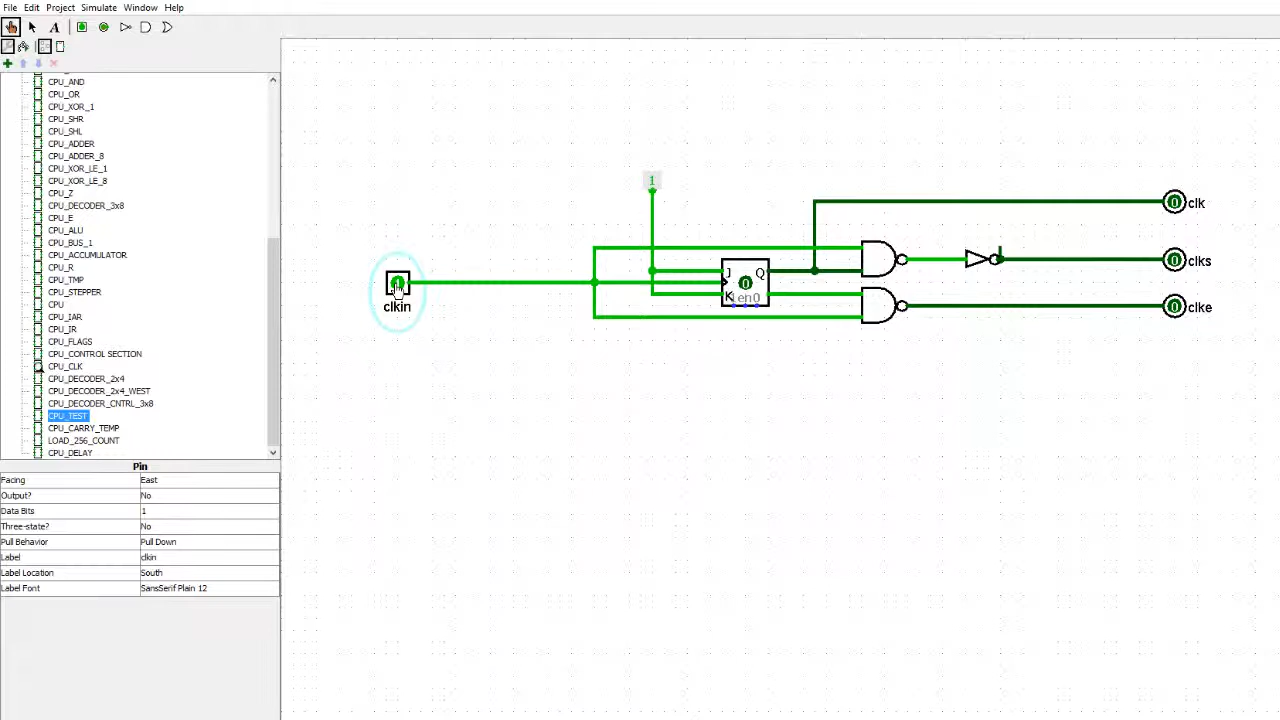 File Edit Project Simulate Window Help
A
CPU_AND
CPU_OR
CPU_XOR_1
CPU_SHR
CPU_SHL
CPU_ADDER
CPU_ADDER_8
CPU_XOR_LE_1
CPU_XOR_LE_8
CPU_Z
CPU_DECODER_3x8
CPU_E
CPU_ALU
CPU_BUS_1
CPU_ACCUMULATOR
CPU_R
CPU_TMP
CPU_STEPPER
CPU
CPU_IAR
CPU_IR
CPU_FLAGS
CPU_CONTROL SECTION
CPU_CLK
CPU_DECODER_2x4
CPU_DECODER_2x4_WEST
CPU_DECODER_CNTRL_3x8
CPU_TEST
CPU_CARRY_TEMP
LOAD_256_COUNT
CPU_DELAY
Pin
Facing East
Output? No
Data Bits 1
Three-state? No
Pull Behavior Pull Down
Label clkin
Label Location South
Label Font SansSerif Plain 12
1
0 clk
0 clks
J Q
0
K
1 en 0
0 clke
clkin